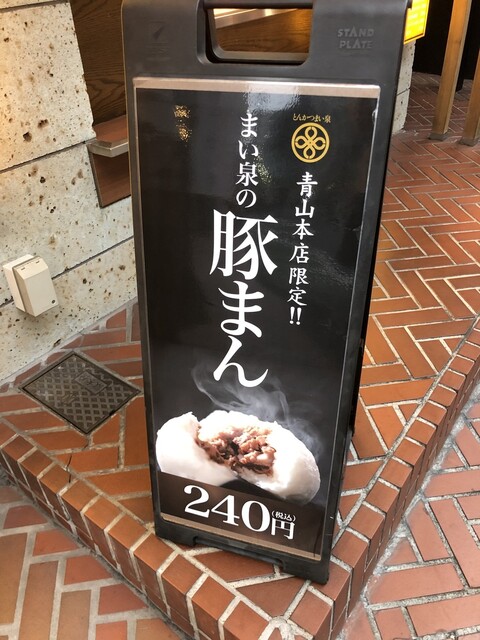 STAND
PLATE
とんかつまい泉
青山本店限定!!
まい泉の
豚まん
240円(税込)